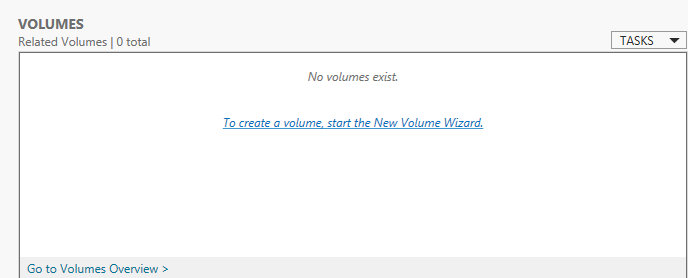 VOLUMES
Related Volumes | 0 total
TASKS
No volumes exist.
To create a volume, start the New Volume Wizard.
Go to Volumes Overview >